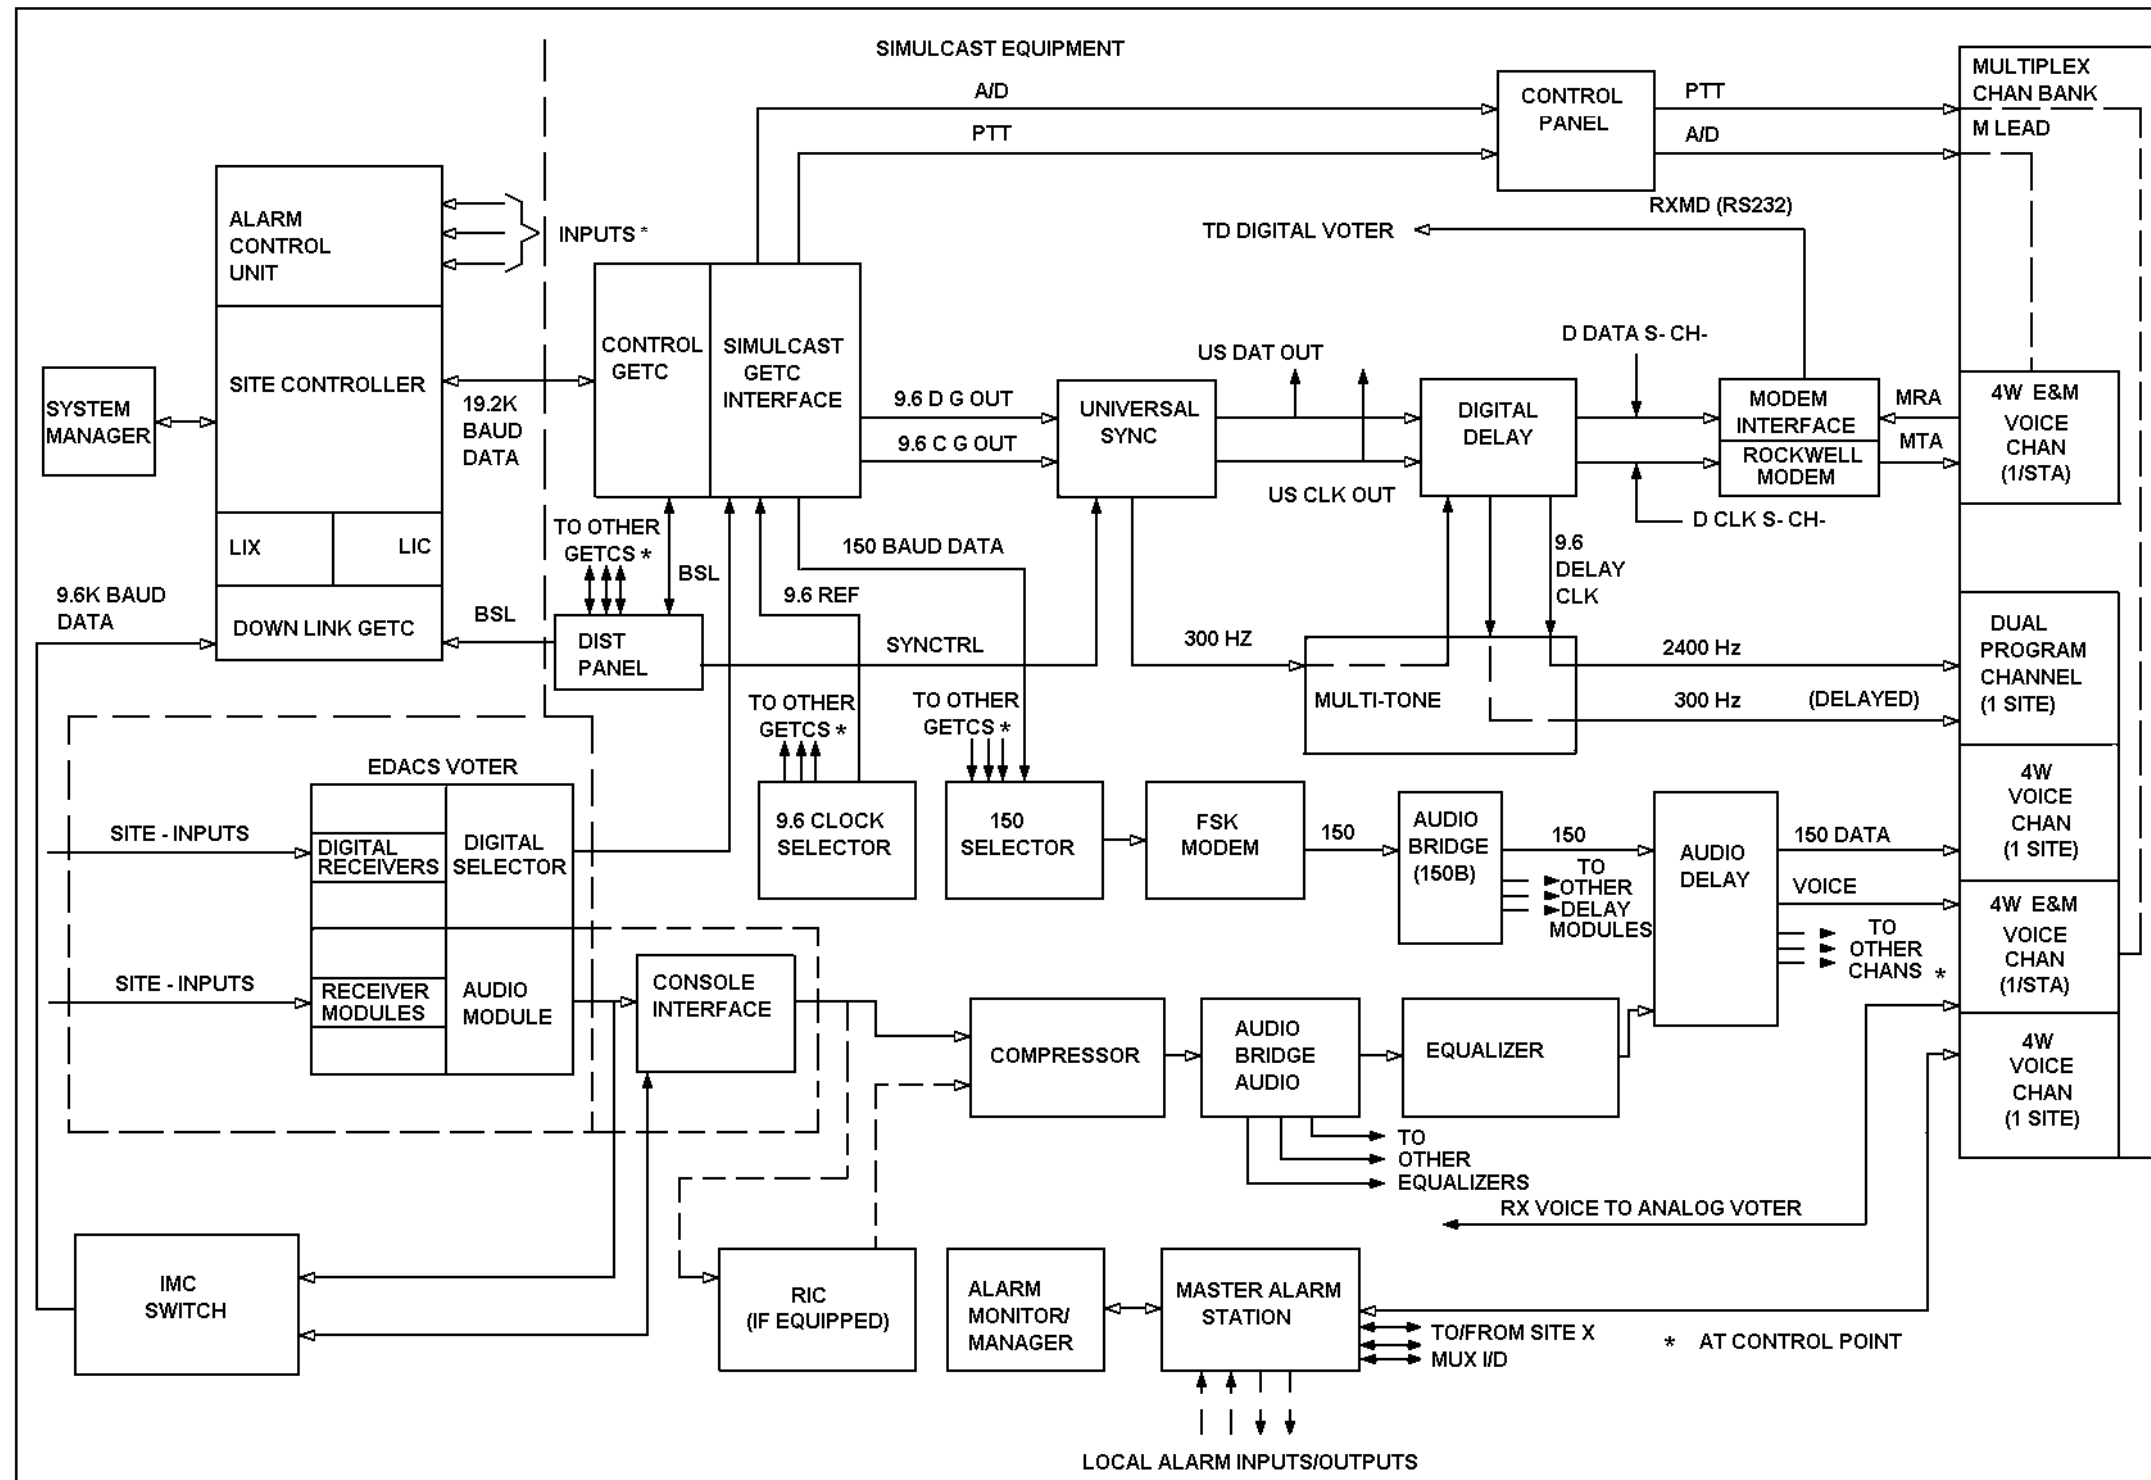 SIMULCAST EQUIPMENT
A/D
PTT
CONTROL
PANEL
PTT
A/D
MULTIPLEX
CHAN BANK
M LEAD
RXMD (RS232)
TD DIGITAL VOTER
ALARM
CONTROL
UNIT
INPUTS *
SYSTEM
MANAGER
SITE CONTROLLER
19.2K
BAUD
DATA
CONTROL
GETC
SIMULCAST
GETC
INTERFACE
9.6 D G OUT
9.6 C G OUT
UNIVERSAL
SYNC
US DAT OUT
US CLK OUT
DIGITAL
DELAY
D DATA S- CH-
D CLK S- CH-
MODEM
INTERFACE
ROCKWELL
MODEM
MRA
MTA
4W E&M
VOICE
CHAN
(1/STA)
LIX
LIC
DOWN LINK GETC
9.6K BAUD
DATA
BSL
TO OTHER
GETCS *
BSL
DIST
PANEL
150 BAUD DATA
9.6 REF
SYNCTRL
300 HZ
9.6
DELAY
CLK
MULTI-TONE
2400 Hz
300 Hz
(DELAYED)
DUAL
PROGRAM
CHANNEL
(1 SITE)
TO OTHER
GETCS *
TO OTHER
GETCS *
EDACS VOTER
SITE - INPUTS
DIGITAL
RECEIVERS
DIGITAL
SELECTOR
9.6 CLOCK
SELECTOR
150
SELECTOR
FSK
MODEM
150
AUDIO
BRIDGE
(150B)
150
TO
OTHER
DELAY
MODULES
AUDIO
DELAY
150 DATA
VOICE
TO
OTHER
CHANS *
4W
VOICE
CHAN
(1 SITE)
4W E&M
VOICE
CHAN
(1/STA)
4W
VOICE
CHAN
(1 SITE)
SITE - INPUTS
RECEIVER
MODULES
AUDIO
MODULE
CONSOLE
INTERFACE
COMPRESSOR
AUDIO
BRIDGE
AUDIO
EQUALIZER
TO
OTHER
EQUALIZERS
RX VOICE TO ANALOG VOTER
IMC
SWITCH
RIC
(IF EQUIPPED)
ALARM
MONITOR/
MANAGER
MASTER ALARM
STATION
TO/FROM SITE X
MUX I/D
* AT CONTROL POINT
LOCAL ALARM INPUTS/OUTPUTS